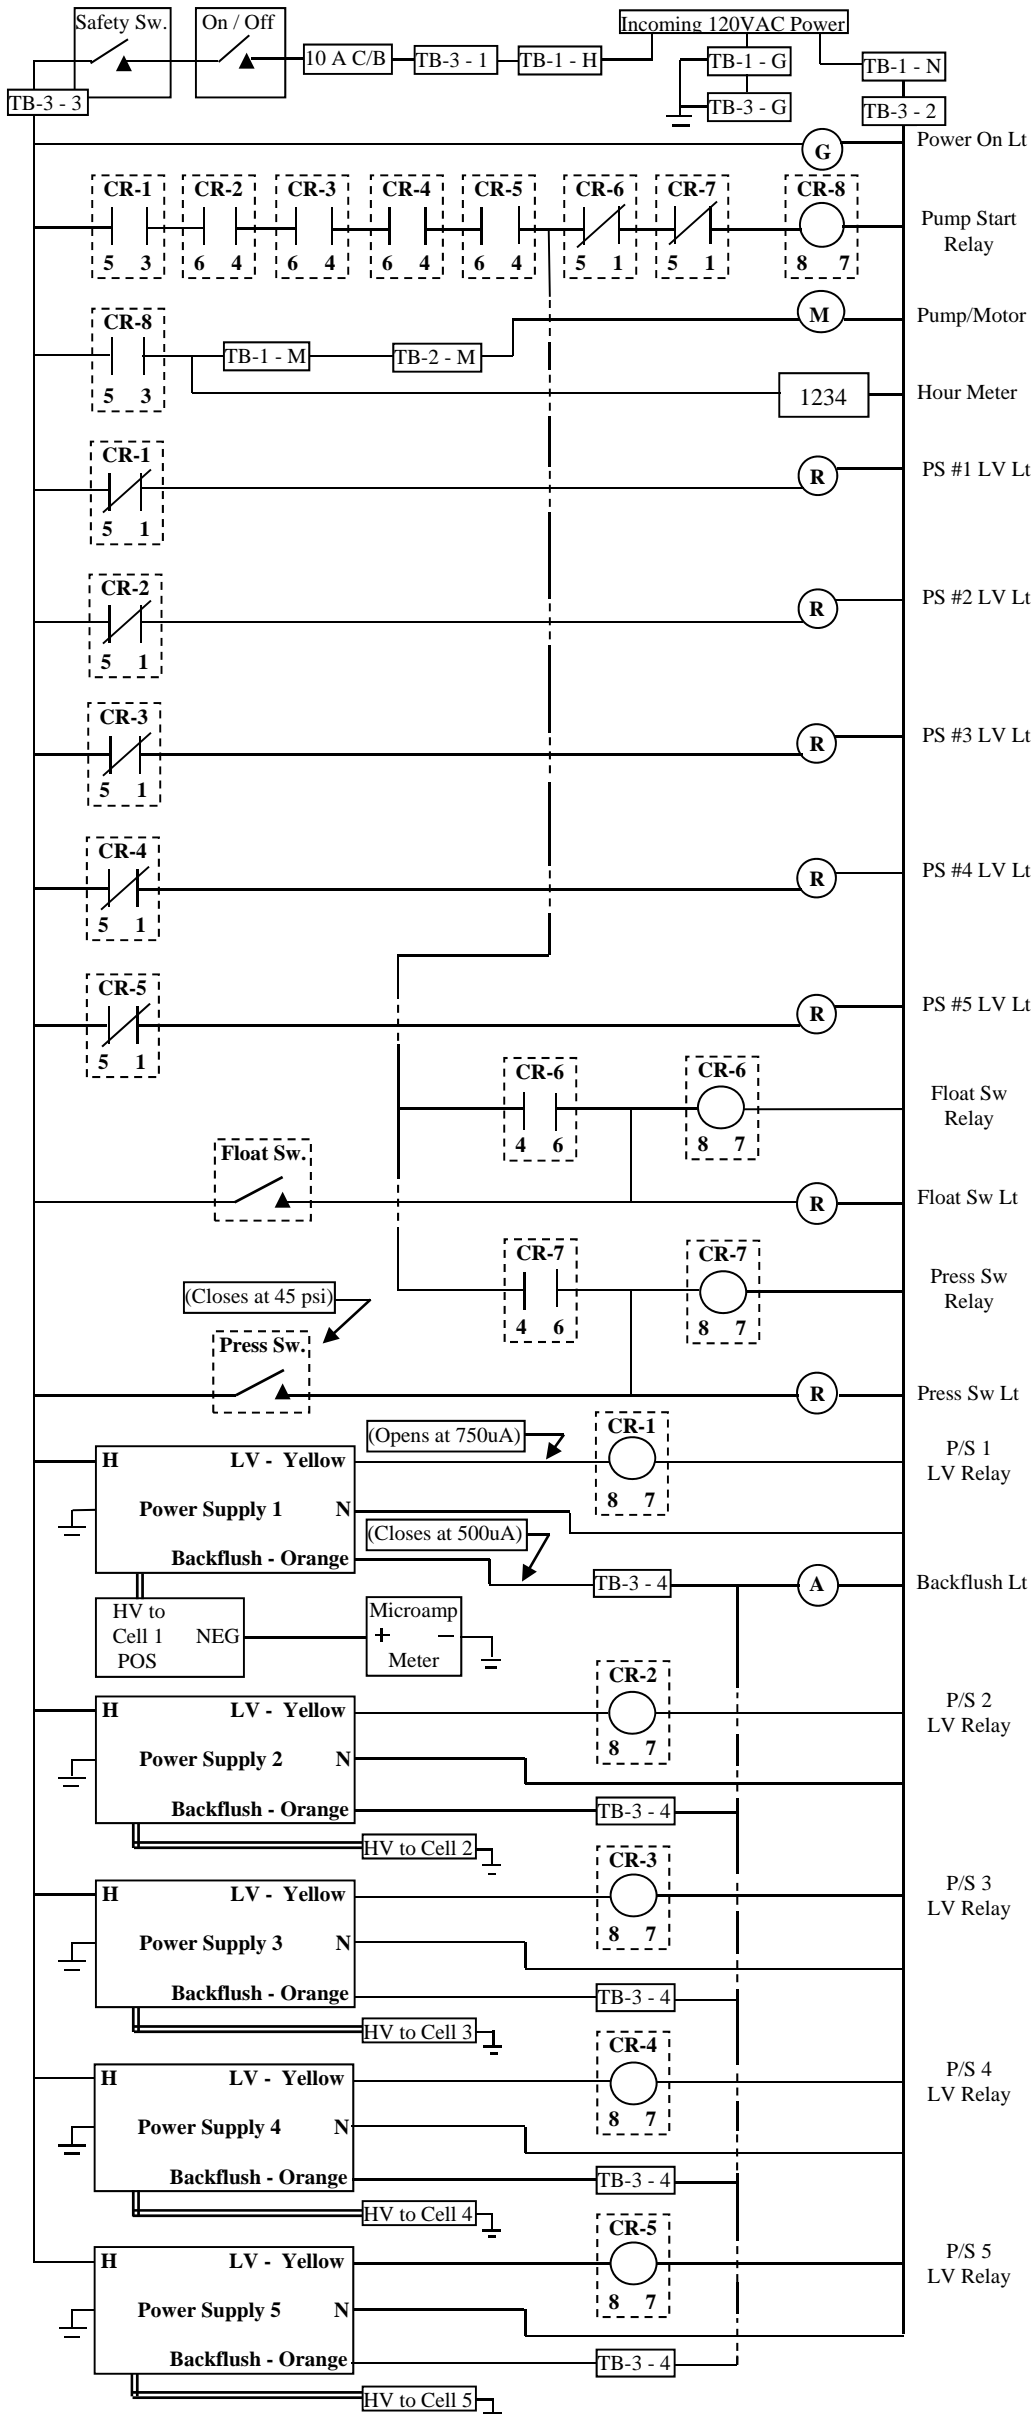 Safety Sw.
On / Off
Incoming 120VAC Power
10 A C/B
TB-3 - 1
TB-1 - H
TB-1 - G
TB-1 - N
TB-3 - 3
TB-3 - G
TB-3 - 2
G
Power On Lt
CR-1
CR-2
CR-3
CR-4
CR-5
CR-6
CR-7
CR-8
Pump Start
Relay
5 3
6 4
6 4
6 4
6 4
5 1
5 1
8 7
CR-8
M
Pump/Motor
TB-1 - M
TB-2 - M
5 3
1234
Hour Meter
CR-1
R
PS #1 LV Lt
5 1
CR-2
R
PS #2 LV Lt
5 1
CR-3
R
PS #3 LV Lt
5 1
CR-4
R
PS #4 LV Lt
5 1
CR-5
R
PS #5 LV Lt
5 1
CR-6
CR-6
Float Sw
Relay
4 6
8 7
Float Sw.
R
Float Sw Lt
CR-7
CR-7
Press Sw
Relay
(Closes at 45 psi)
4 6
8 7
Press Sw.
R
Press Sw Lt
(Opens at 750uA)
CR-1
P/S 1
LV Relay
H LV - Yellow
8 7
Power Supply 1 N
(Closes at 500uA)
Backflush - Orange
TB-3 - 4
A
Backflush Lt
HV to
Cell 1 NEG
POS
Microamp
+ —
Meter
CR-2
P/S 2
LV Relay
H LV - Yellow
8 7
Power Supply 2 N
Backflush - Orange
TB-3 - 4
HV to Cell 2
CR-3
P/S 3
LV Relay
H LV - Yellow
8 7
Power Supply 3 N
Backflush - Orange
TB-3 - 4
HV to Cell 3
CR-4
P/S 4
LV Relay
H LV - Yellow
8 7
Power Supply 4 N
Backflush - Orange
TB-3 - 4
HV to Cell 4
CR-5
P/S 5
LV Relay
H LV - Yellow
8 7
Power Supply 5 N
Backflush - Orange
TB-3 - 4
HV to Cell 5